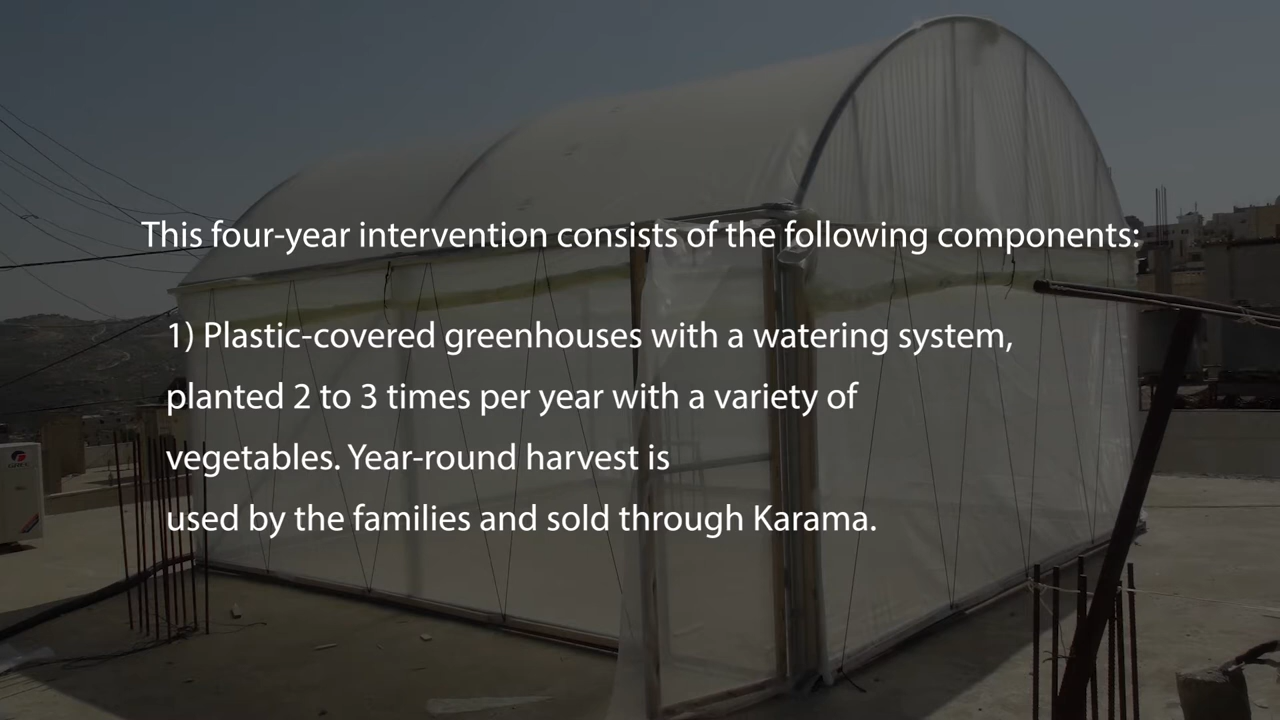 This four-year intervention consists of the following components:
1) Plastic-covered greenhouses with a watering system,
planted 2 to 3 times per year with a variety of
vegetables. Year-round harvest is
used by the families and sold through Karama.